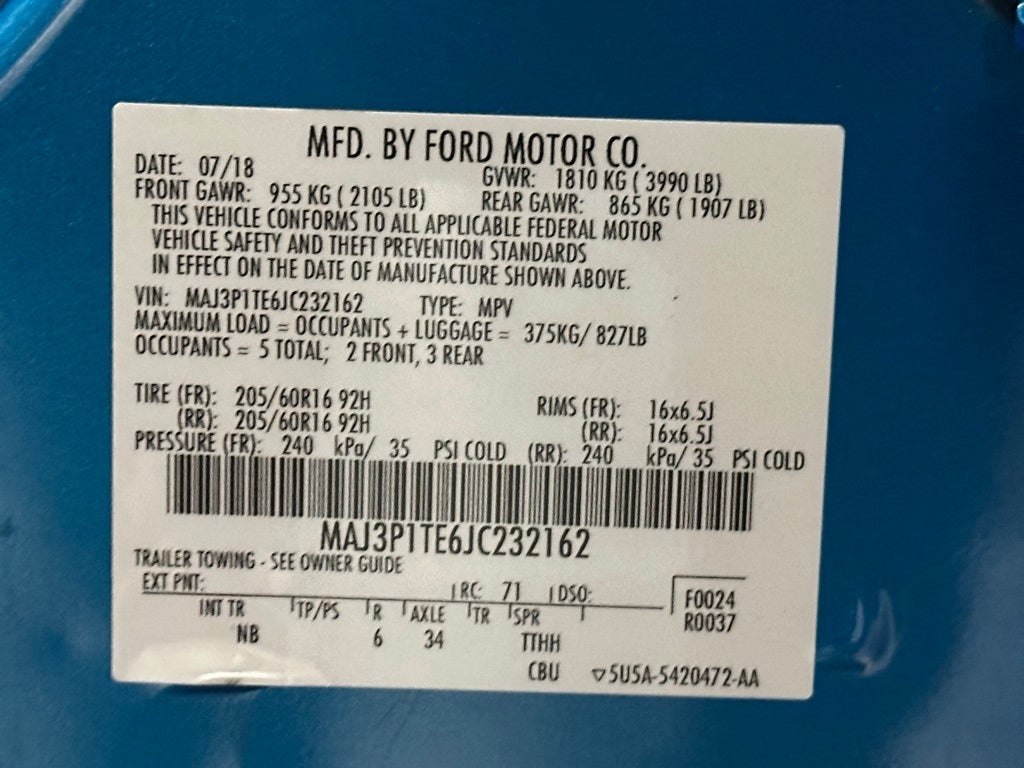 MFD. BY FORD MOTOR CO.
DATE: 07/18 GVWR: 1810 KG ( 3990 LB)
FRONT GAWR: 955 KG ( 2105 LB) REAR GAWR: 865 KG ( 1907 LB)
THIS VEHICLE CONFORMS TO ALL APPLICABLE FEDERAL MOTOR
VEHICLE SAFETY AND THEFT PREVENTION STANDARDS
IN EFFECT ON THE DATE OF MANUFACTURE SHOWN ABOVE.
VIN: MAJ3P1TE6JC232162 TYPE: MPV
MAXIMUM LOAD = OCCUPANTS + LUGGAGE = 375KG/ 827LB
OCCUPANTS = 5 TOTAL; 2 FRONT, 3 REAR
TIRE (FR): 205/60R16 92H RIMS (FR): 16x6.5J
(RR): 205/60R16 92H (RR): 16x6.5J
PRESSURE (FR): 240 kPa/ 35 PSI COLD (RR): 240 kPa/ 35 PSI COLD
MAJ3P1TE6JC232162
TRAILER TOWING - SEE OWNER GUIDE
EXT PNT: RC: 71 DSO: F0024
INT TR TP/PS R AXLE TR SPR R0037
NB 6 34 TTHH
CBU ▽5U5A-5420472-AA